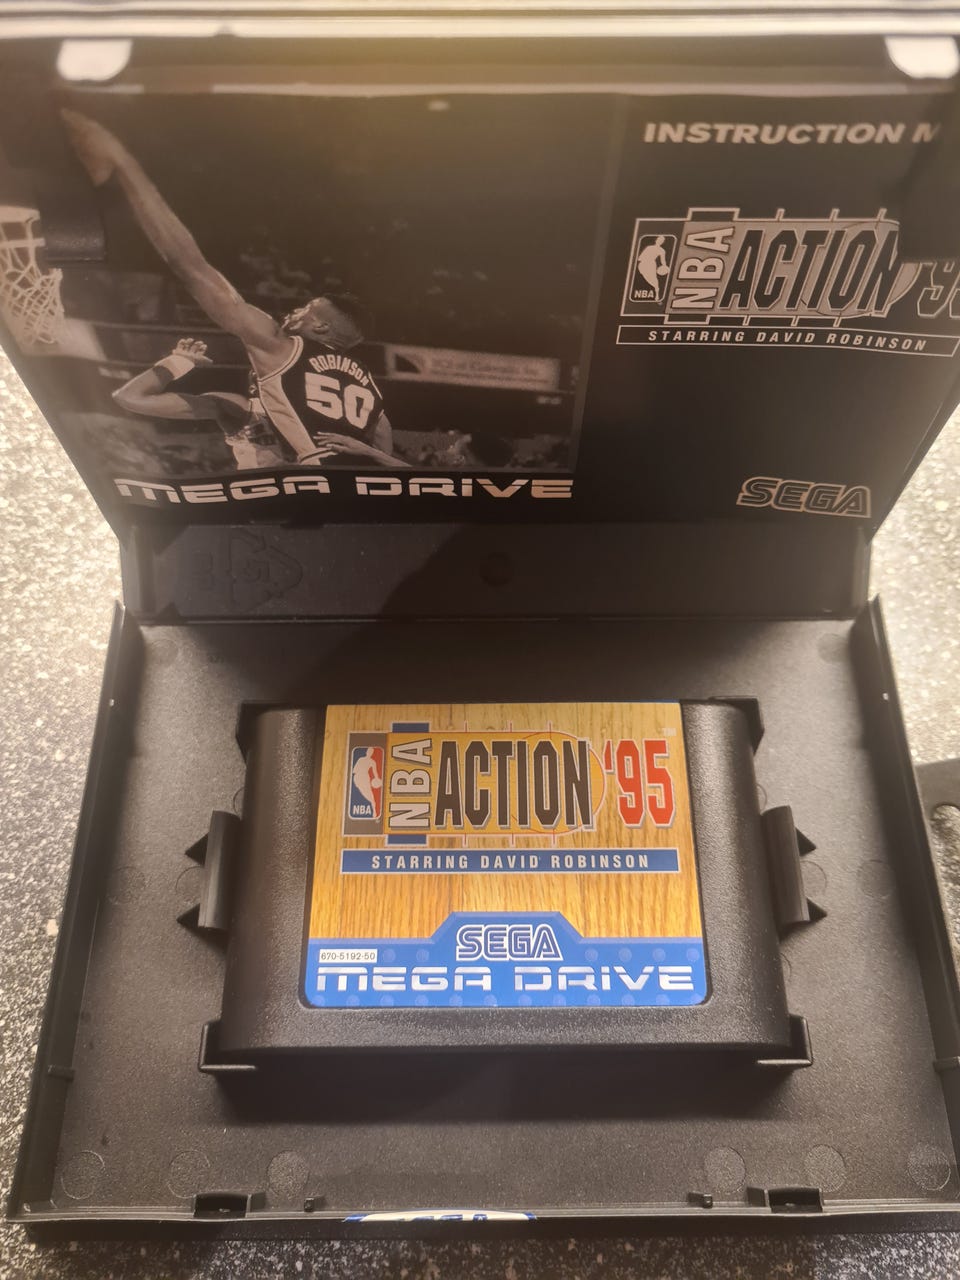 INSTRUCTION
NBA
NBA
ACTION
STARRING DAVID ROBINSON
ROBINSON
50
MEGA DRIVE
SEGA
NBA
NBA
ACTION '95
TM
STARRING DAVID ROBINSON
SEGA
670-5192-50
MEGA DRIVE